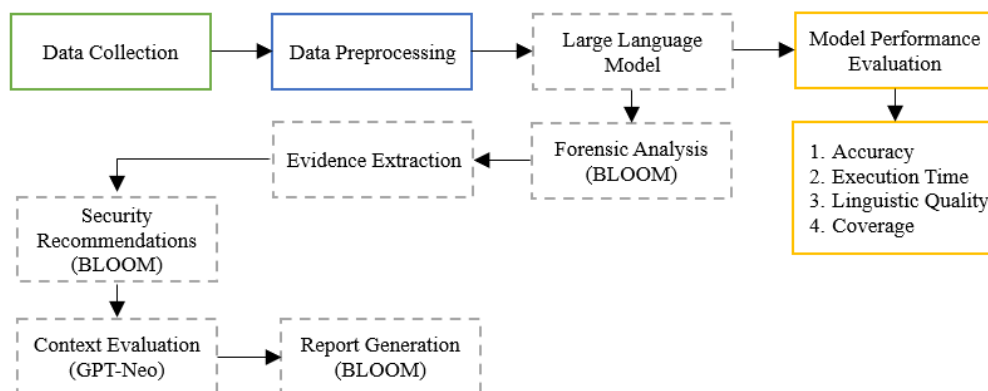 Data Collection
Data Preprocessing
Large Language
Model
Model Performance
Evaluation
Evidence Extraction
Forensic Analysis
(BLOOM)
1. Accuracy
2. Execution Time
3. Linguistic Quality
4. Coverage
Security
Recommendations
(BLOOM)
Context Evaluation
(GPT-Neo)
Report Generation
(BLOOM)